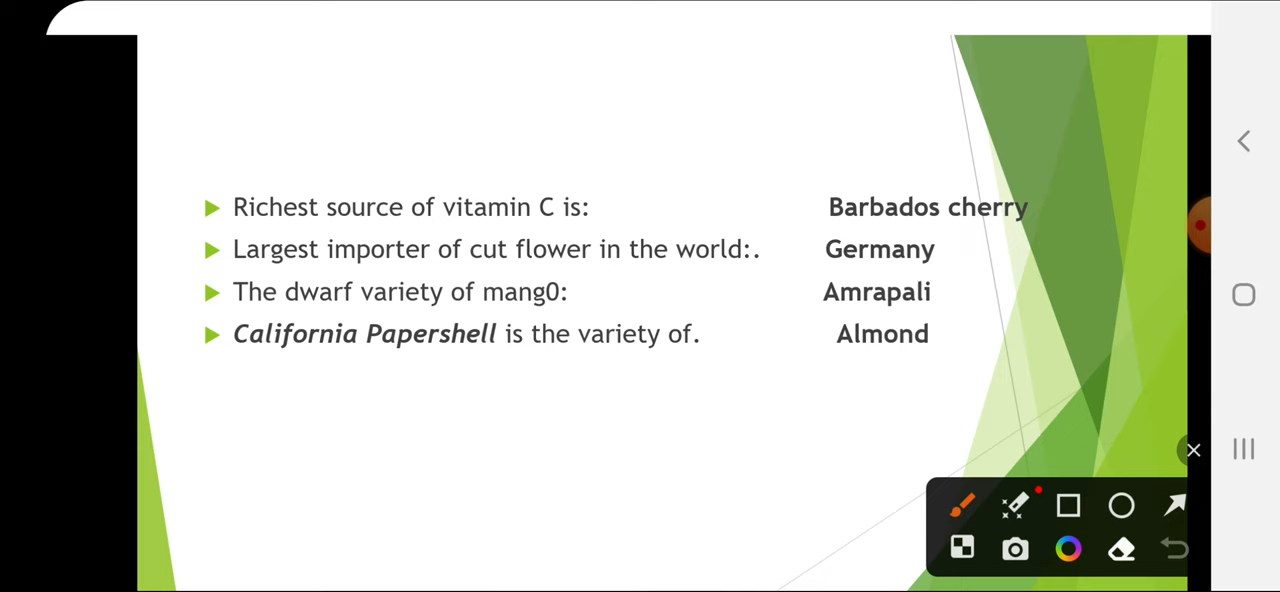 Richest source of vitamin C is: Barbados cherry
Largest importer of cut flower in the world:. Germany
The dwarf variety of mang0: Amrapali
California Papershell is the variety of. Almond